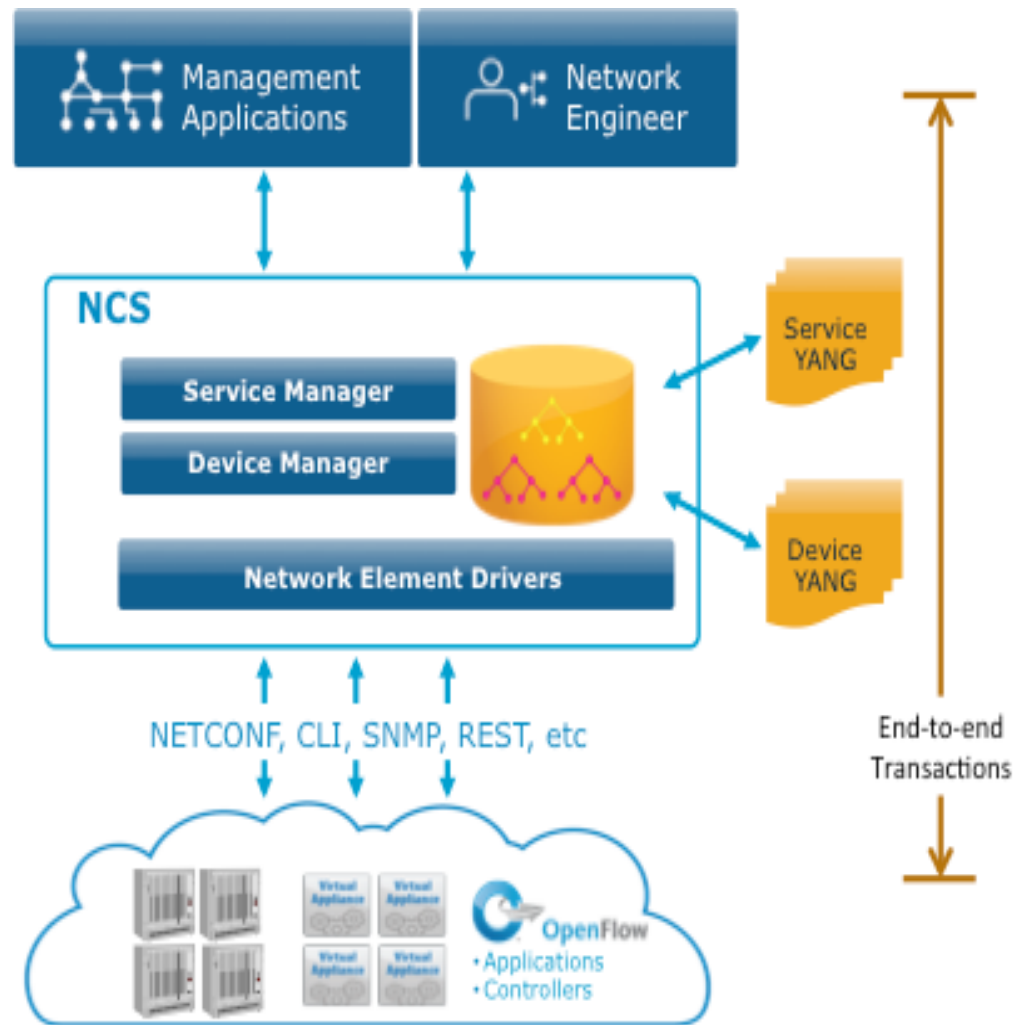 Management
Applications
Network
Engineer
NCS
Service Manager
Device Manager
Network Element Drivers
Service
YANG
Device
YANG
End-to-end
Transactions
NETCONF, CLI, SNMP, REST, etc
Virtual
Appliance
Virtual
Appliance
Virtual
Appliance
Virtual
Appliance
OpenFlow
• Applications
• Controllers